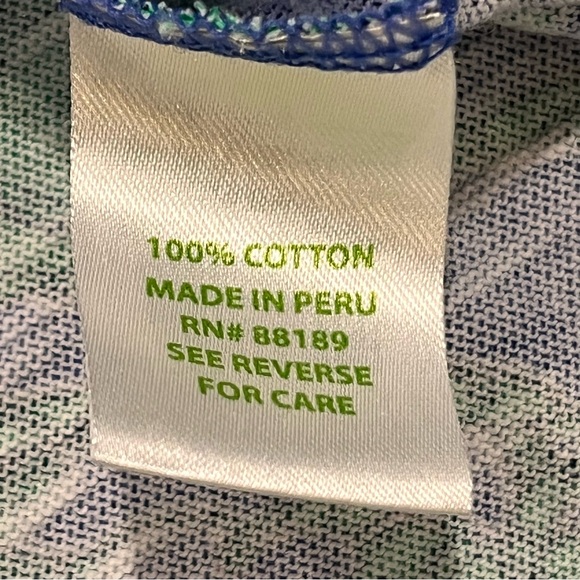 100% COTTON
MADE IN PERU
RN# 88189
SEE REVERSE
FOR CARE